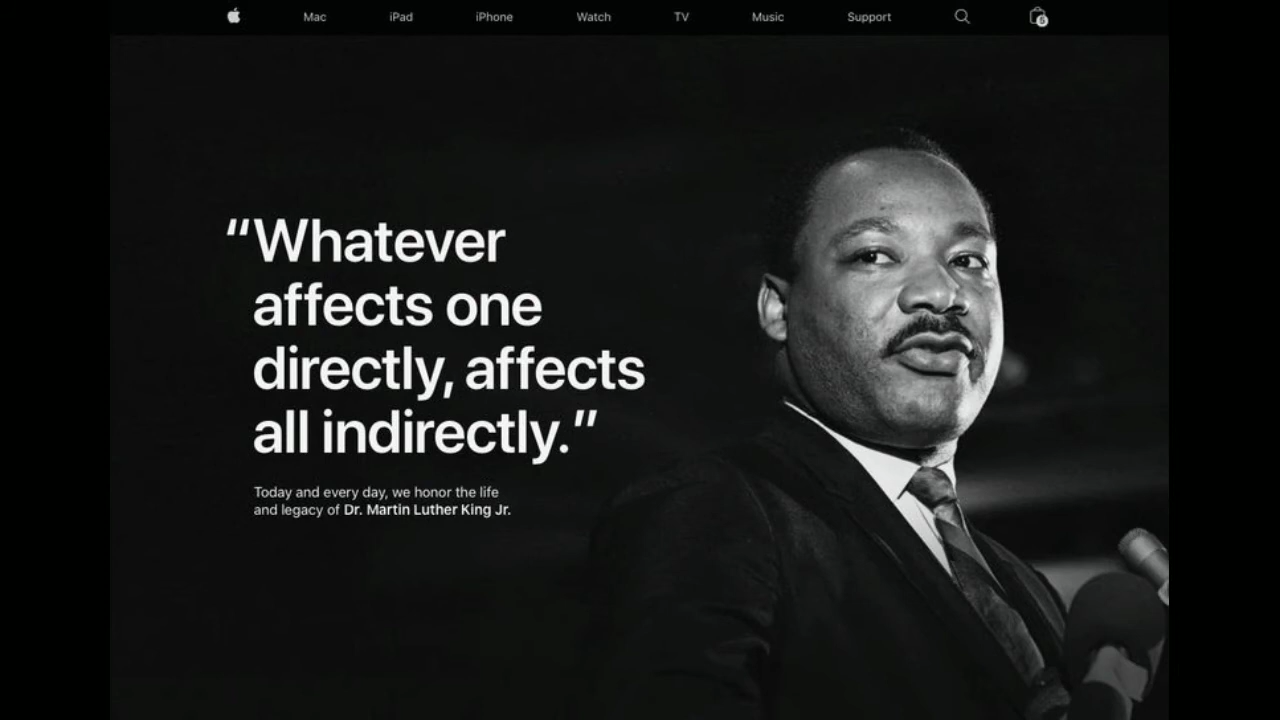 Mac iPad iPhone Watch TV Music Support 5
“Whatever
affects one
directly, affects
all indirectly.”
Today and every day, we honor the life
and legacy of Dr. Martin Luther King Jr.